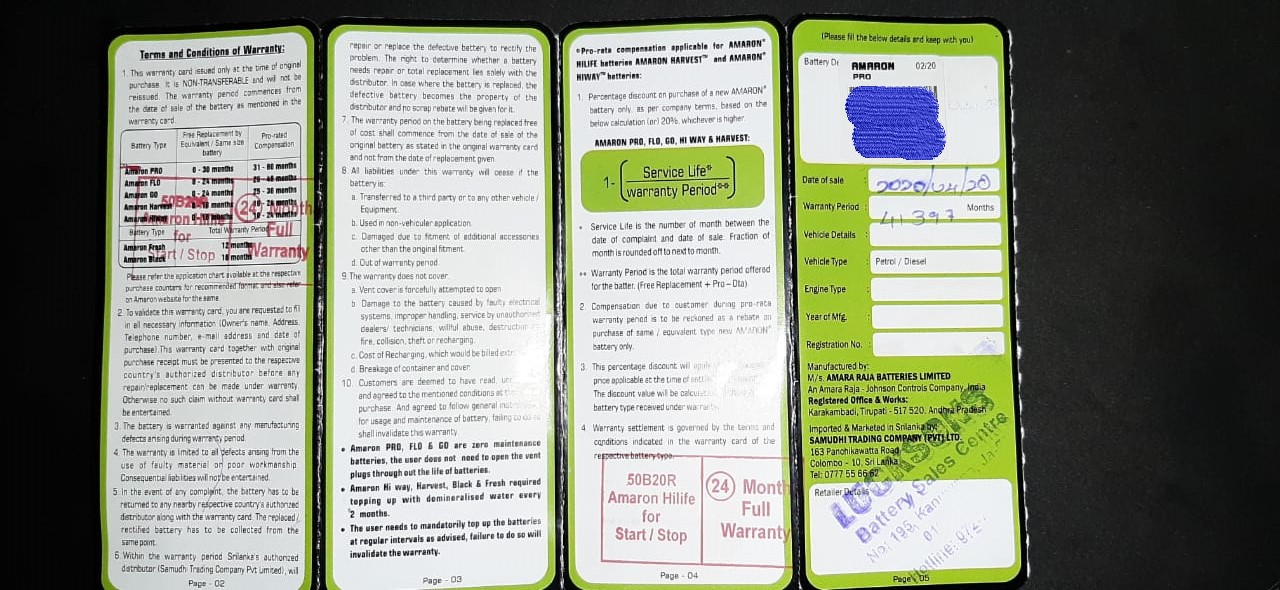 Terms and Conditions of Warranty:
1. This warranty card issued only at the time of original
purchase. It is NON-TRANSFERABLE and will not be
reissued. The warranty period commences from
the date of sale of the battery as mentioned in the
warranty card.
Battery Type
Free Replacement by
Equivalent / Same size
battery
Pro-rated
Compensation
Amaron PRO 0 - 30 months 31 - 60 months
Amaron FLO 0 - 24 months 25 - 48 months
Amaron GO 0 - 24 months 25 - 36 months
Amaron Harvest 24 months
Amaron 18 - 24 months
Battery Type Total Warranty Period
Amaron Fresh 12 months
Amaron Black 18 months
50B20R
Amaron Hilife
for
Start / Stop
24 Month
Full
Warranty
Please refer the application chart available at the respective
purchase counters for recommended format and also refer
on Amaron website for the same.
2. To validate this warranty card, you are requested to fill
in all necessary information (Owner's name, Address,
Telephone number, e-mail address and date of
purchase).This warranty card together with original
purchase receipt must be presented to the respective
country's authorized distributor before any
repair/replacement can be made under warranty.
Otherwise no such claim without warranty card shall
be entertained.
3. The battery is warranted against any manufacturing
defects arising during warranty period.
4. The warranty is limited to all defects arising from the
use of faulty material or poor workmanship.
Consequential liabilities will not be entertained.
5. In the event of any complaint, the battery has to be
returned to any nearby respective country's authorized
distributor along with the warranty card. The replaced /
rectified battery has to be collected from the
same point.
6. Within the warranty period Srilanka's authorized
distributor (Samudhi Trading Company Pvt Limited), will
Page - 02
repair or replace the defective battery to rectify the
problem. The right to determine whether a battery
needs repair or total replacement lies solely with the
distributor. In case where the battery is replaced, the
defective battery becomes the property of the
distributor and no scrap rebate will be given for it.
7. The warranty period on the battery being replaced free
of cost shall commence from the date of sale of the
original battery as stated in the original warranty card
and not from the date of replacement given.
8. All liabilities under this warranty will cease if the
battery is:
a. Transferred to a third party or to any other vehicle /
Equipment.
b. Used in non-vehicular application.
c. Damaged due to fitment of additional accessories
other than the original fitment.
d. Out of warranty period.
9. The warranty does not cover.
a. Vent cover is forcefully attempted to open
b Damage to the battery caused by faulty electrical
systems, improper handling, service by unauthorized
dealers/ technicians, willful abuse, destruction
fire, collision, theft or recharging.
c. Cost of Recharging, which would be billed
d. Breakage of container and cover.
10. Customers are deemed to have read,
and agreed to the mentioned conditions at
purchase. And agreed to follow general
for usage and maintenance of battery, failing to
shall invalidate this warranty.
• Amaron PRO, FLO & GO are zero maintenance
batteries, the user does not need to open the vent
plugs through out the life of batteries.
• Amaron Hi way, Harvest, Black & Fresh required
topping up with demineralised water every
2 months.
• The user needs to mandatorily top up the batteries
at regular intervals as advised, failure to do so will
invalidate the warranty.
Page - 03
*Pro-rata compensation applicable for AMARON®
HILIFE batteries AMARON HARVEST™ and AMARON®
HIWAY™ batteries:
1. Percentage discount on purchase of a new AMARON®
battery only, as per company terms, based on the
below calculation (or) 20%, whichever is higher.
AMARON PRO, FLO, GO, HI WAY & HARVEST:
1- (Service Life*
warranty Period**)
* Service Life is the number of month between the
date of complaint and date of sale. Fraction of
month is rounded off to next to month.
** Warranty Period is the total warranty period offered
for the batter. (Free Replacement + Pro – Dta)
2. Compensation due to customer during pro-rata
warranty period is to be reckoned as a rebate on
purchase of same / equivalent type new AMARON®
battery only.
3. This percentage discount will
price applicable at the time of
The discount value will be
battery type received under warranty.
4 Warranty settlement is governed by the terms and
conditions indicated in the warranty card of the
respective battery type.
50B20R
Amaron Hilife
for
Start / Stop
24 Month
Full
Warranty
Page - 04
(Please fill the below details and keep with you)
Battery De
AMARON 02/20
PRO
Date of sale : 2020/04/20
Warranty Period : Months
41397
Vehicle Details :
Vehicle Type : Petrol / Diesel
Engine Type :
Year of Mfg. :
Registration No. :
Manufactured by:
M/s. AMARA RAJA BATTERIES LIMITED
An Amara Raja - Johnson Controls Company, India
Registered Office & Works:
Karakambadi, Tirupati - 517 520. Andhra Pradesh
Imported & Marketed in Srilanka by:
SAMUDHI TRADING COMPANY (PVT) LTD.
163 Panchikawatta Road
Colombo - 10. Sri Lanka
Tel: 0777 55 66 62
Retailer Details
Battery Sales Centre
No, 195,
01
Hotline:
Page 05